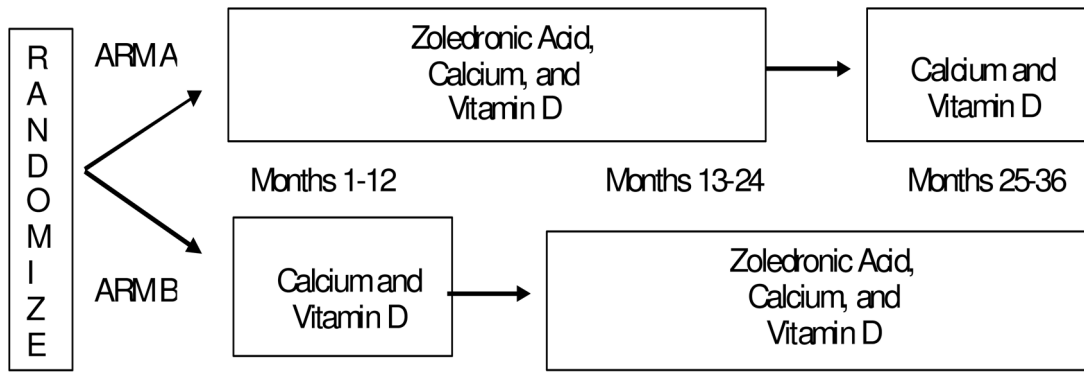 RANDOMIZE
ARM A
Zoledronic Acid,
Calcium, and
Vitamin D
Calcium and
Vitamin D
Months 1-12
Months 13-24
Months 25-36
ARM B
Calcium and
Vitamin D
Zoledronic Acid,
Calcium, and
Vitamin D